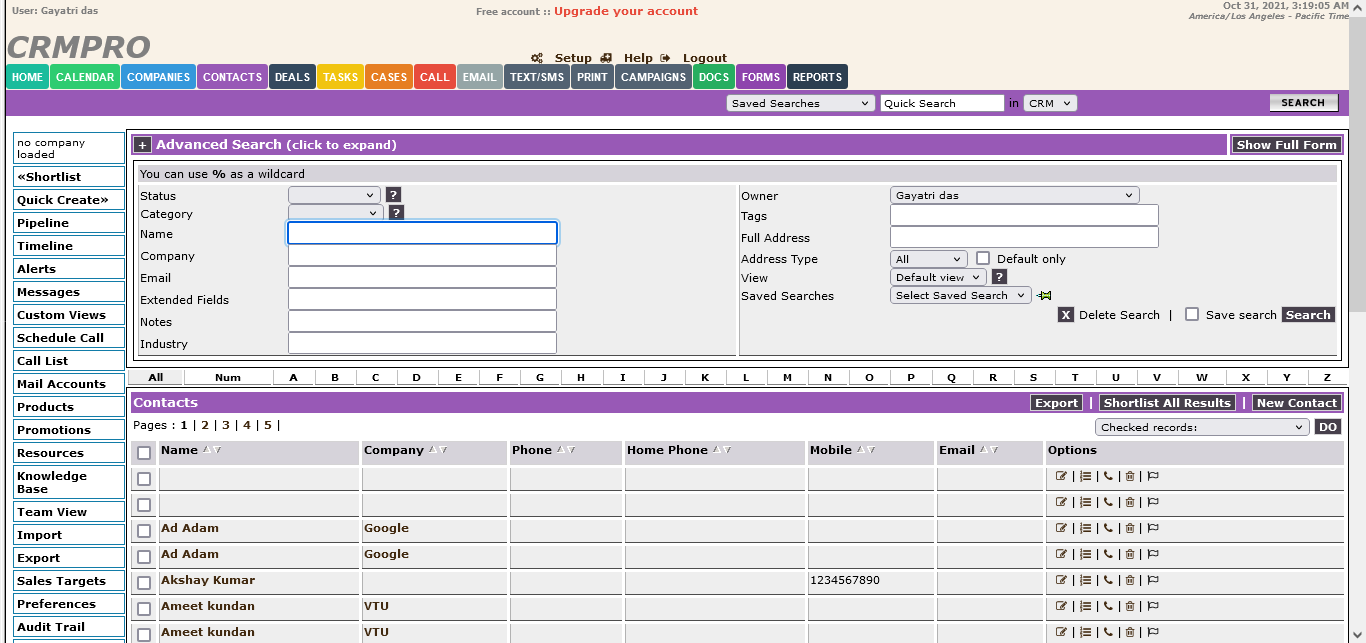 User: Gayatri das
Free account :: Upgrade your account
Oct 31, 2021, 3:19:05 AM
America/Los Angeles - Pacific Time
CRMPRO
Setup Help Logout
HOME CALENDAR COMPANIES CONTACTS DEALS TASKS CASES CALL EMAIL TEXT/SMS PRINT CAMPAIGNS DOCS FORMS REPORTS
Saved Searches Quick Search in CRM SEARCH
no company
loaded
«Shortlist
Quick Create»
Pipeline
Timeline
Alerts
Messages
Custom Views
Schedule Call
Call List
Mail Accounts
Products
Promotions
Resources
Knowledge
Base
Team View
Import
Export
Sales Targets
Preferences
Audit Trail
+ Advanced Search (click to expand) Show Full Form
You can use % as a wildcard
Status ?
Category ?
Name
Company
Email
Extended Fields
Notes
Industry
Owner Gayatri das
Tags
Full Address
Address Type All Default only
View Default view ?
Saved Searches Select Saved Search
X Delete Search | Save search Search
All Num A B C D E F G H I J K L M N O P Q R S T U V W X Y Z
Contacts Export | Shortlist All Results | New Contact
Pages : 1 | 2 | 3 | 4 | 5 |
Checked records: DO
Name Company Phone Home Phone Mobile Email Options
| | | |
| | | |
Ad Adam Google | | | |
Ad Adam Google | | | |
Akshay Kumar 1234567890 | | | |
Ameet kundan VTU | | | |
Ameet kundan VTU | | | |